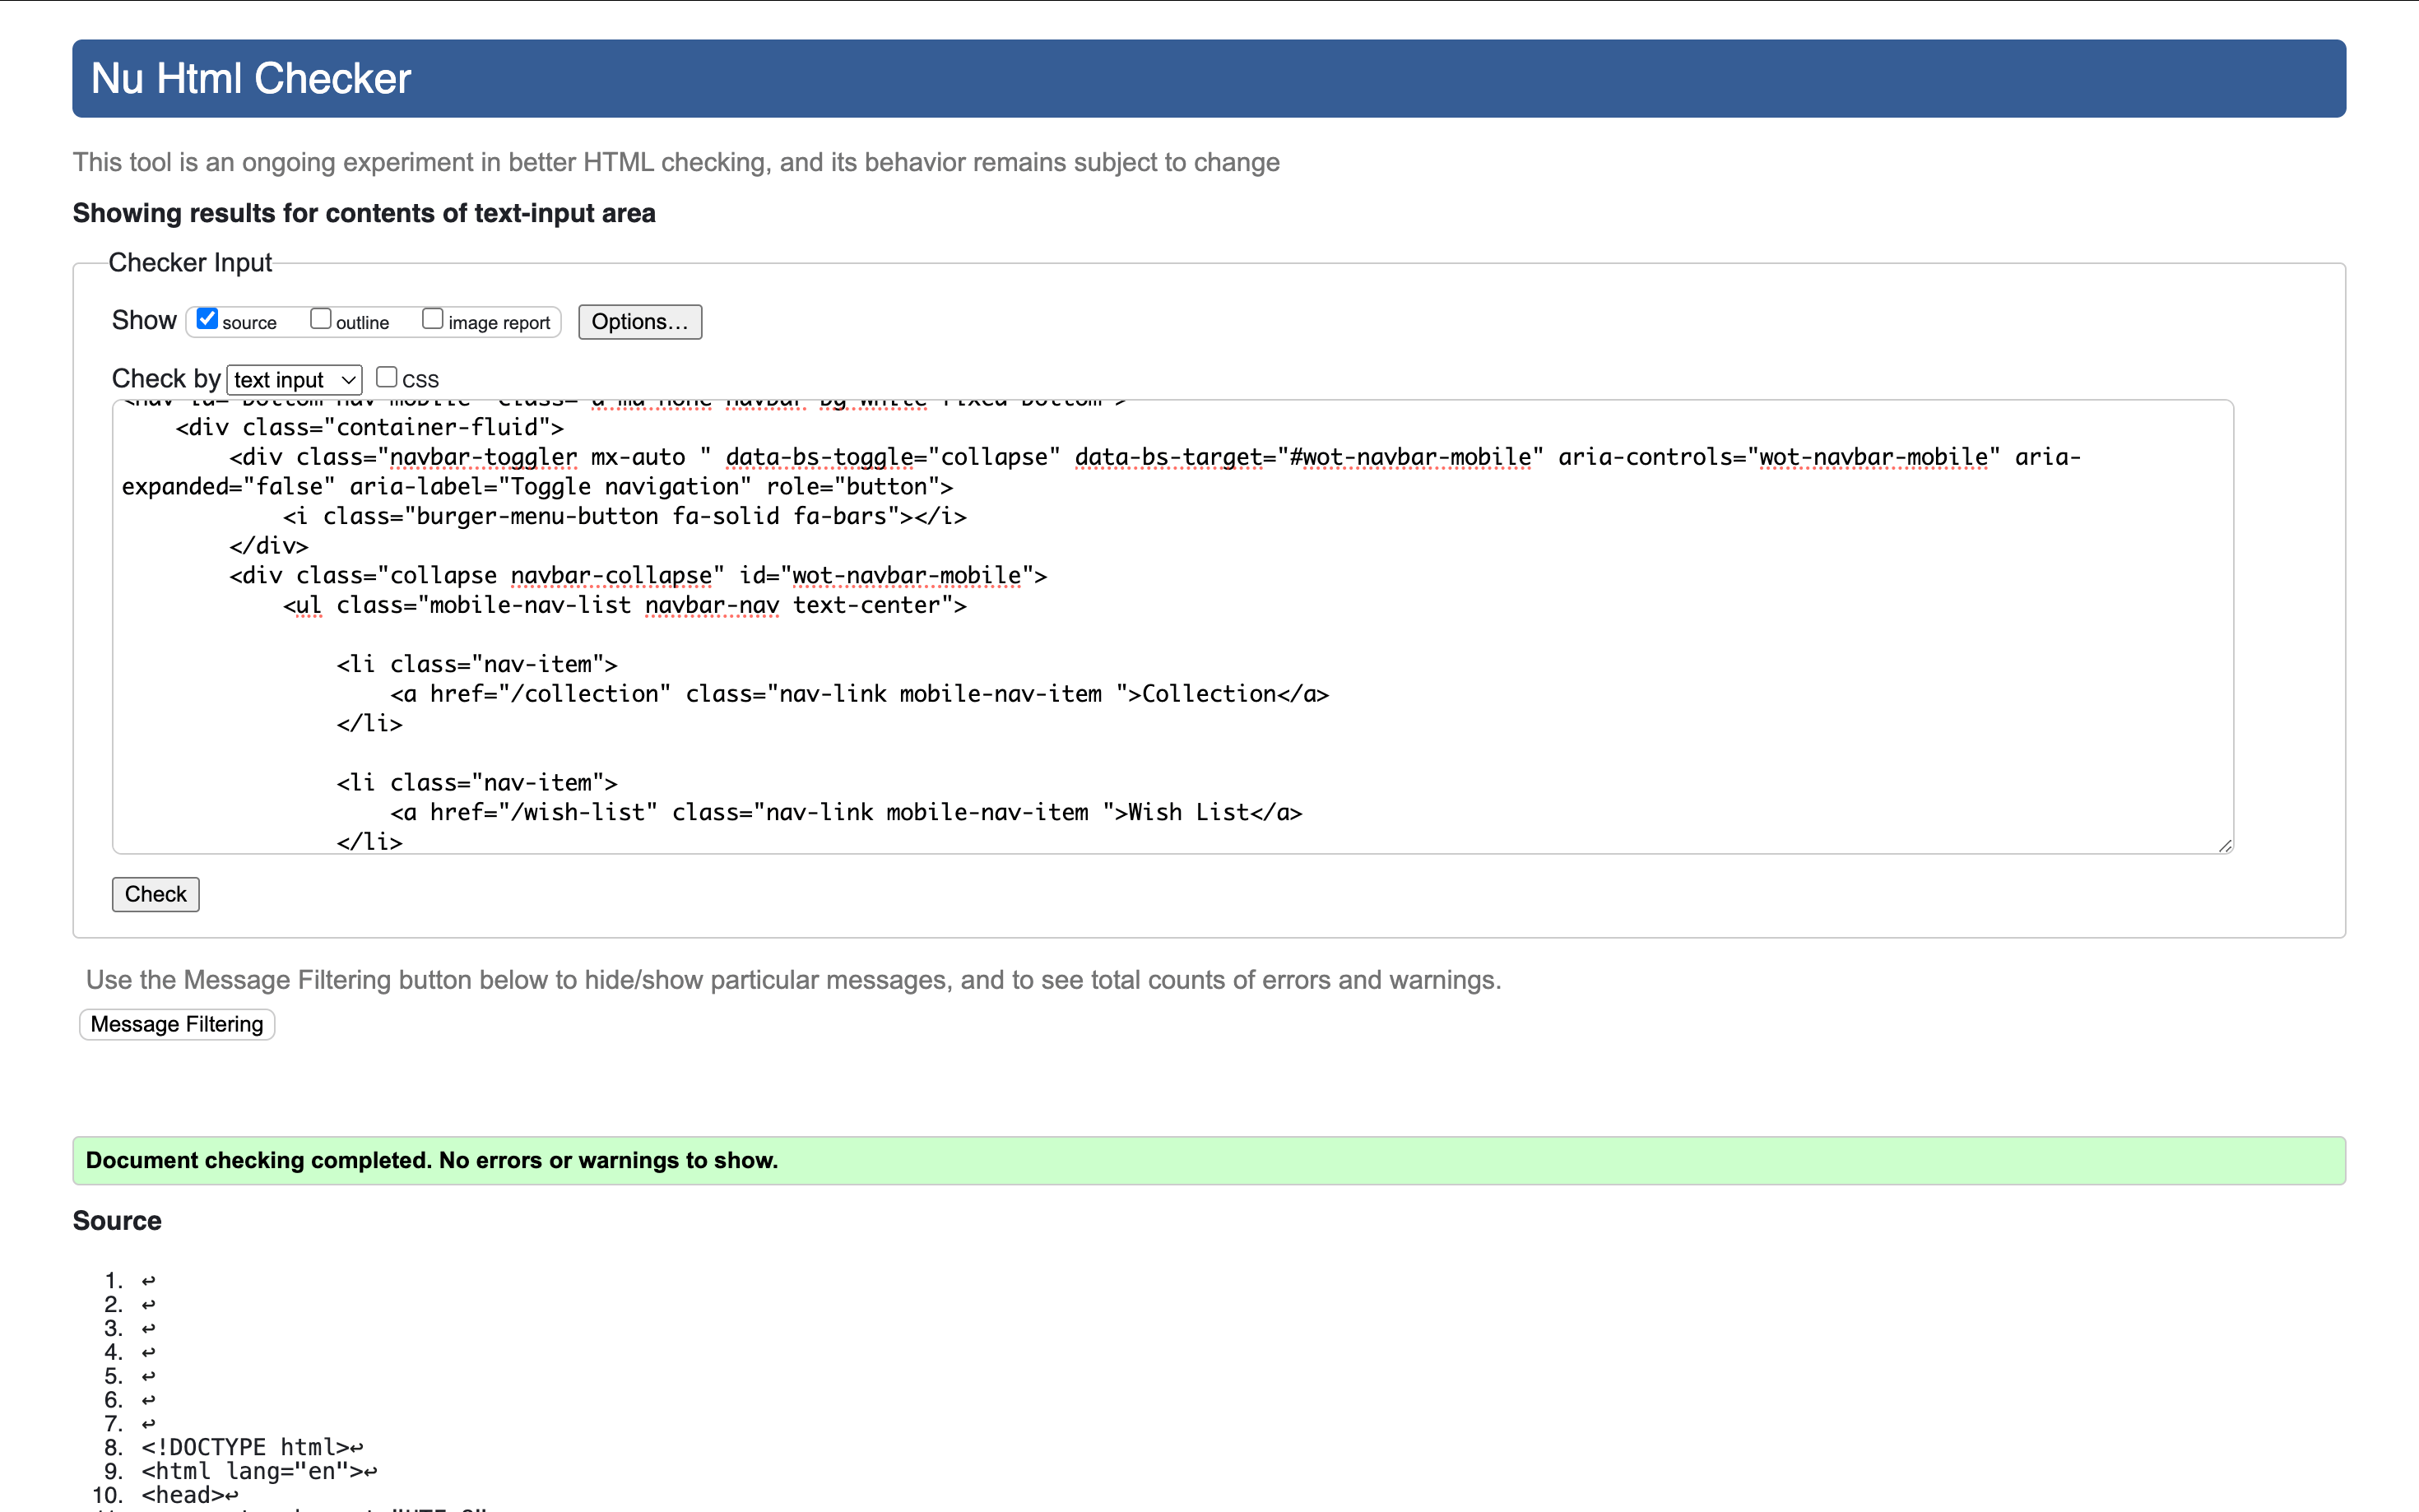 Nu Html Checker
This tool is an ongoing experiment in better HTML checking, and its behavior remains subject to change
Showing results for contents of text-input area
Checker Input
Show source outline image report Options...
Check by text input CSS
<div class="container-fluid">
<div class="navbar-toggler mx-auto " data-bs-toggle="collapse" data-bs-target="#wot-navbar-mobile" aria-controls="wot-navbar-mobile" aria-
expanded="false" aria-label="Toggle navigation" role="button">
<i class="burger-menu-button fa-solid fa-bars"></i>
</div>
<div class="collapse navbar-collapse" id="wot-navbar-mobile">
<ul class="mobile-nav-list navbar-nav text-center">
<li class="nav-item">
<a href="/collection" class="nav-link mobile-nav-item ">Collection</a>
</li>
<li class="nav-item">
<a href="/wish-list" class="nav-link mobile-nav-item ">Wish List</a>
</li>
Check
Use the Message Filtering button below to hide/show particular messages, and to see total counts of errors and warnings.
Message Filtering
Document checking completed. No errors or warnings to show.
Source
1. ↩
2. ↩
3. ↩
4. ↩
5. ↩
6. ↩
7. ↩
8. <!DOCTYPE html>↩
9. <html lang="en">↩
10. <head>↩